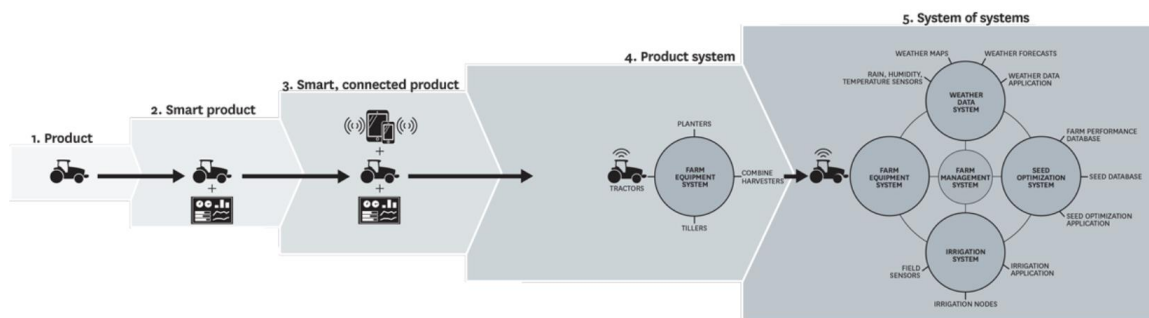 1. Product
2. Smart product
+
3. Smart, connected product
+
+
4. Product system
PLANTERS
TRACTORS
FARM
EQUIPMENT
SYSTEM
COMBINE
HARVESTERS
TILLERS
5. System of systems
WEATHER MAPS
WEATHER FORECASTS
RAIN, HUMIDITY,
TEMPERATURE SENSORS
WEATHER DATA
APPLICATION
WEATHER
DATA
SYSTEM
FARM PERFORMANCE
DATABASE
FARM
EQUIPMENT
SYSTEM
FARM
MANAGEMENT
SYSTEM
SEED
OPTIMIZATION
SYSTEM
SEED DATABASE
SEED OPTIMIZATION
APPLICATION
IRRIGATION
SYSTEM
FIELD
SENSORS
IRRIGATION
APPLICATION
IRRIGATION NODES